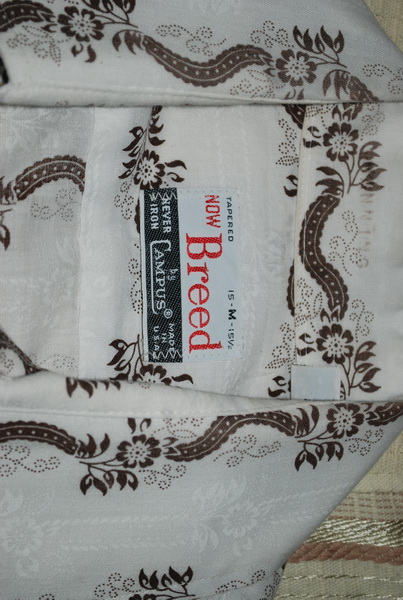 TAPERED 15-M-15½
NOW Breed
by
NEVER
IRON
CAMPUS®
MADE
IN
U.S.A.